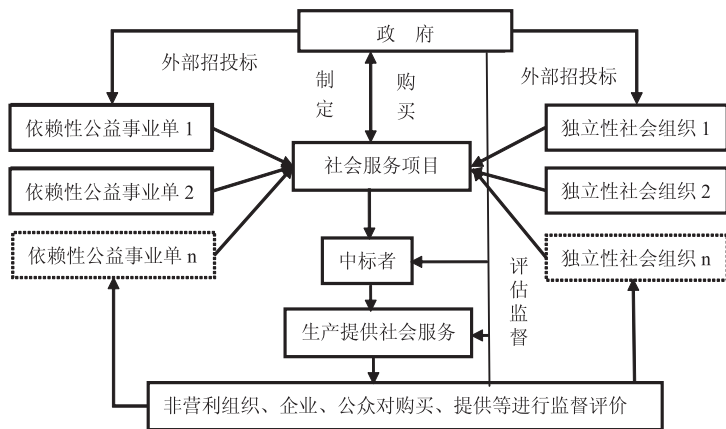 政 府
外部招投标
制定
购买
外部招投标
依赖性公益事业单1
独立性社会组织1
社会服务项目
依赖性公益事业单2
独立性社会组织2
依赖性公益事业单n
中标者
评估监督
独立性社会组织n
生产提供社会服务
非营利组织、企业、公众对购买、提供等进行监督评价